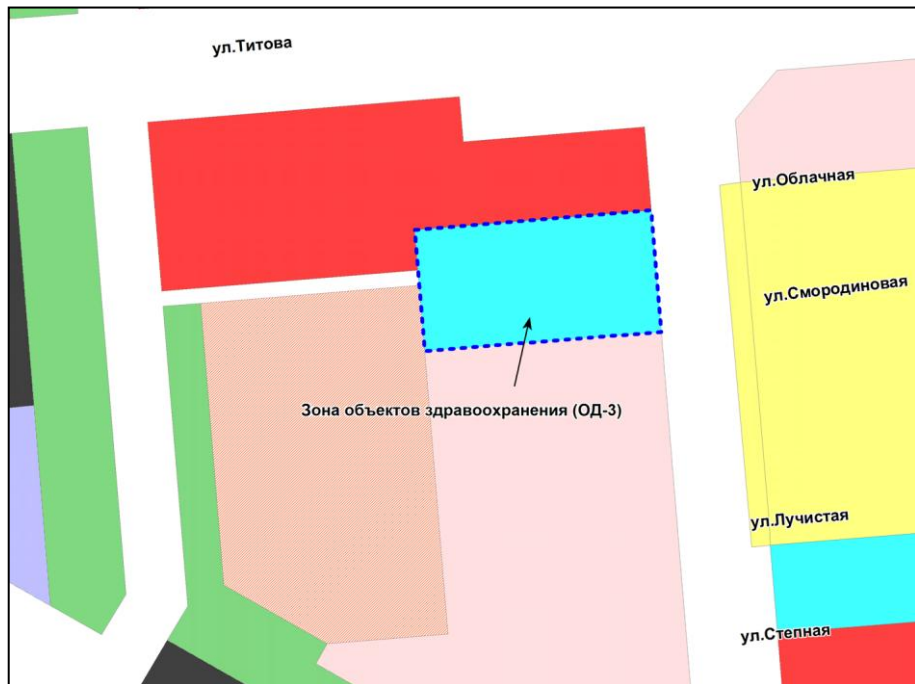 ул.Титова
ул.Облачная
ул.Смородиновая
Зона объектов здравоохранения (ОД-3)
ул.Лучистая
ул.Степная